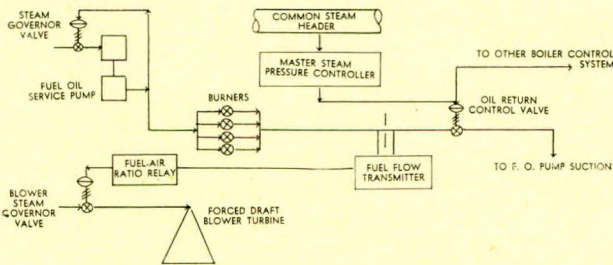 STEAM
GOVERNOR
VALVE
COMMON STEAM
HEADER
MASTER STEAM
PRESSURE CONTROLLER
TO OTHER BOILER CONTROL
SYSTEM
FUEL OIL
SERVICE PUMP
BURNERS
OIL RETURN
CONTROL VALVE
FUEL-AIR
RATIO RELAY
FUEL FLOW
TRANSMITTER
TO F. O. PUMP SUCTION
BLOWER
STEAM
GOVERNOR
VALVE
FORCED DRAFT
BLOWER TURBINE